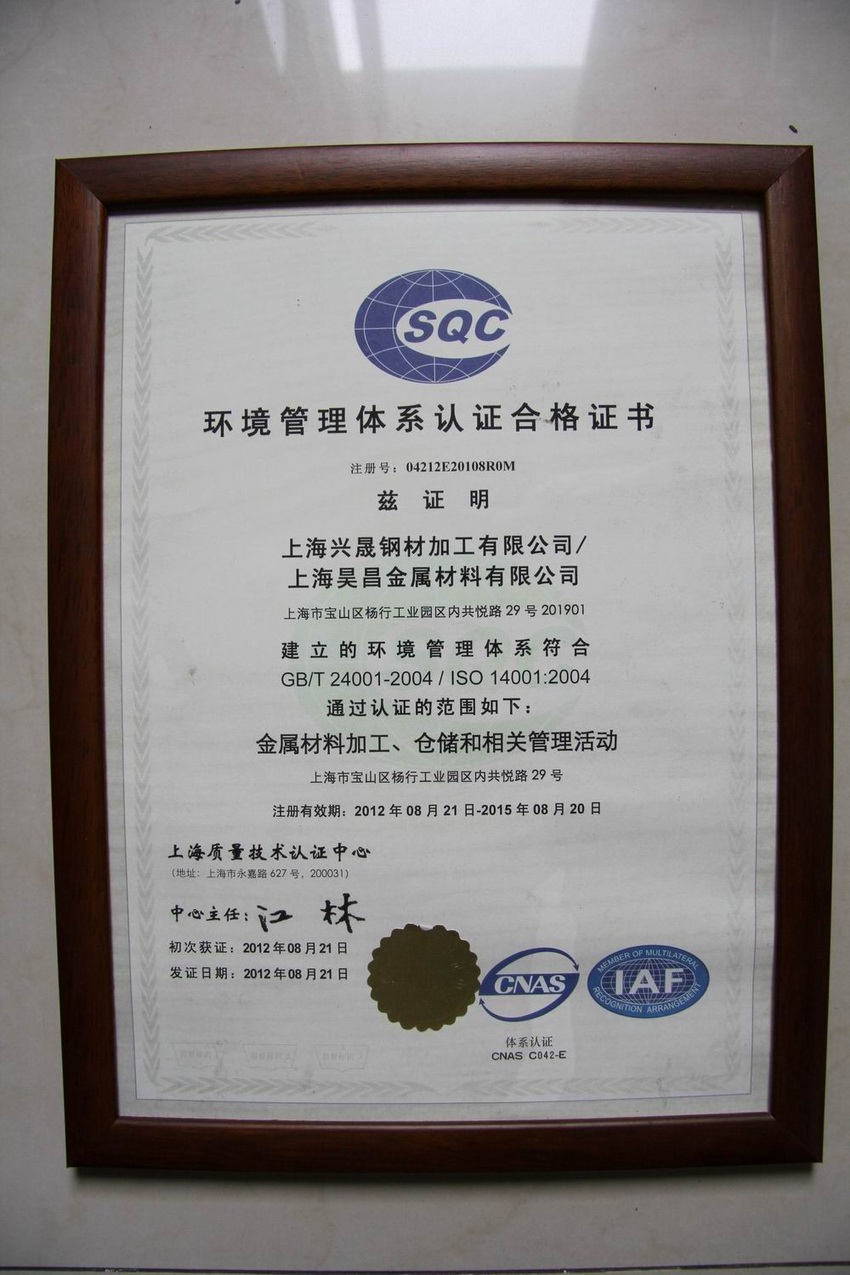 SQC
环境管理体系认证合格证书
注册号：04212E20108R0M
兹证明
上海兴晟钢材加工有限公司/
上海昊昌金属材料有限公司
上海市宝山区杨行工业园区内共悦路 29 号 201901
建立的环境管理体系符合
GB/T 24001-2004 / ISO 14001:2004
通过认证的范围如下：
金属材料加工、仓储和相关管理活动
上海市宝山区杨行工业园区内共悦路 29 号
注册有效期：2012 年 08 月 21 日-2015 年 08 月 20 日
上海质量技术认证中心
（地址：上海市永嘉路 627 号，200031）
中心主任：江林
初次获证：2012 年 08 月 21 日
发证日期：2012 年 08 月 21 日
CNAS
体系认证
CNAS C042-E
MEMBER OF MULTILATERAL
IAF
RECOGNITION ARRANGEMENT